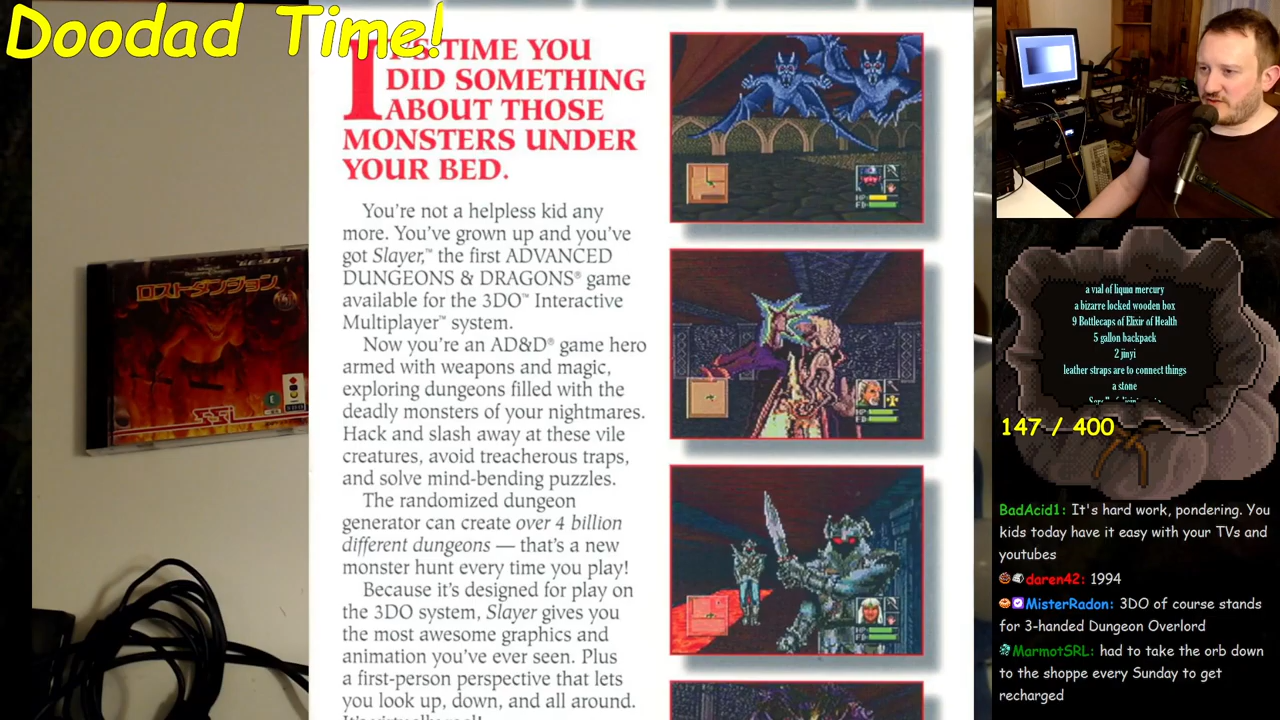 Doodad Time!
IT'S TIME YOU
DID SOMETHING
ABOUT THOSE
MONSTERS UNDER
YOUR BED.
You're not a helpless kid any
more. You've grown up and you've
got Slayer,™ the first ADVANCED
DUNGEONS & DRAGONS® game
available for the 3DO™ Interactive
Multiplayer™ system.
Now you're an AD&D® game hero
armed with weapons and magic,
exploring dungeons filled with the
deadly monsters of your nightmares.
Hack and slash away at these vile
creatures, avoid treacherous traps,
and solve mind-bending puzzles.
The randomized dungeon
generator can create over 4 billion
different dungeons — that's a new
monster hunt every time you play!
Because it's designed for play on
the 3DO system, Slayer gives you
the most awesome graphics and
animation you've ever seen. Plus
a first-person perspective that lets
you look up, down, and all around.
ロストダンジョン
SSI
a vial of liquid mercury
a bizarre locked wooden box
9 Bottlecaps of Elixir of Health
5 gallon backpack
2 jinyi
leather straps are to connect things
a stone
147 / 400
BadAcid1: It's hard work, pondering. You
kids today have it easy with your TVs and
youtubes
daren42: 1994
MisterRadon: 3DO of course stands
for 3-handed Dungeon Overlord
MarmotSRL: had to take the orb down
to the shoppe every Sunday to get
recharged